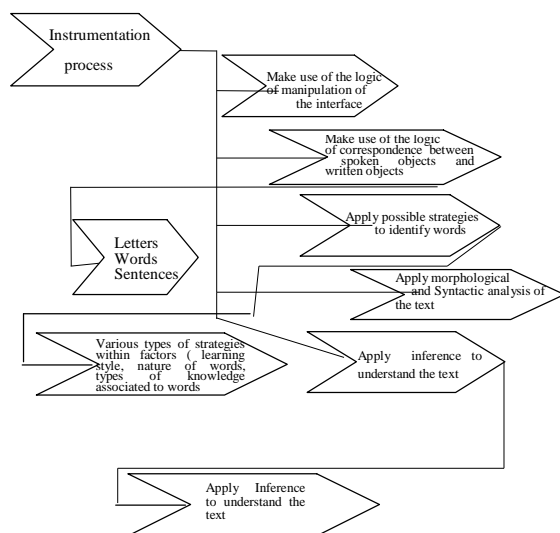 Instrumentation
process
Make use of the logic
of manipulation of
the interface
Make use of the logic
of correspondence between
spoken objects and
written objects
Apply possible strategies
to identify words
Letters
Words
Sentences
Apply morphological
and Syntactic analysis of
the text
Various types of strategies
within factors ( learning
style, nature of words,
types of knowledge
associated to words
Apply inference to
understand the text
Apply Inference
to understand the
text